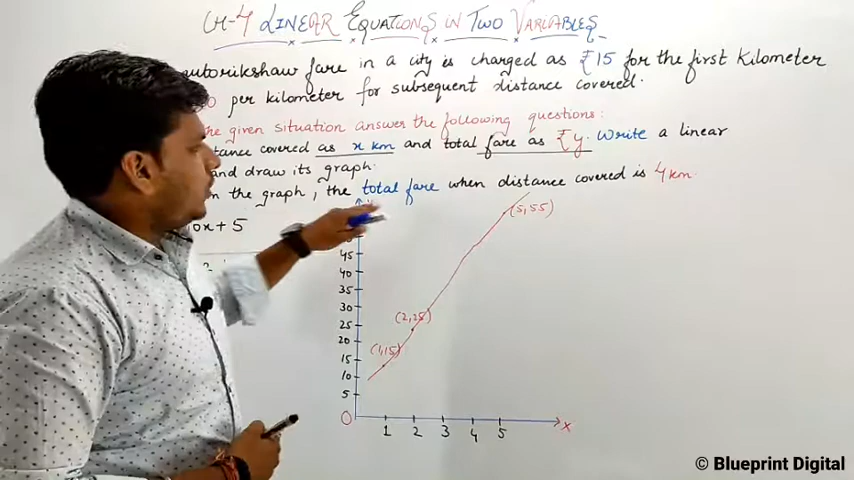 CH-4 LINEAR EQUATIONS IN TWO VARIABLES
autorikshaw fare in a city is charged as ₹15 for the first kilometer
per kilometer for subsequent distance covered.
given situation answer the following questions:
covered as x km and total fare as ₹y. Write a linear
and draw its graph.
the graph, the total fare when distance covered is 4 km.
x+5
(5,55)
45
40
35
(2,25)
30
25
20
(1,15)
15
10
5
0
1 2 3 4 5
x
© Blueprint Digital